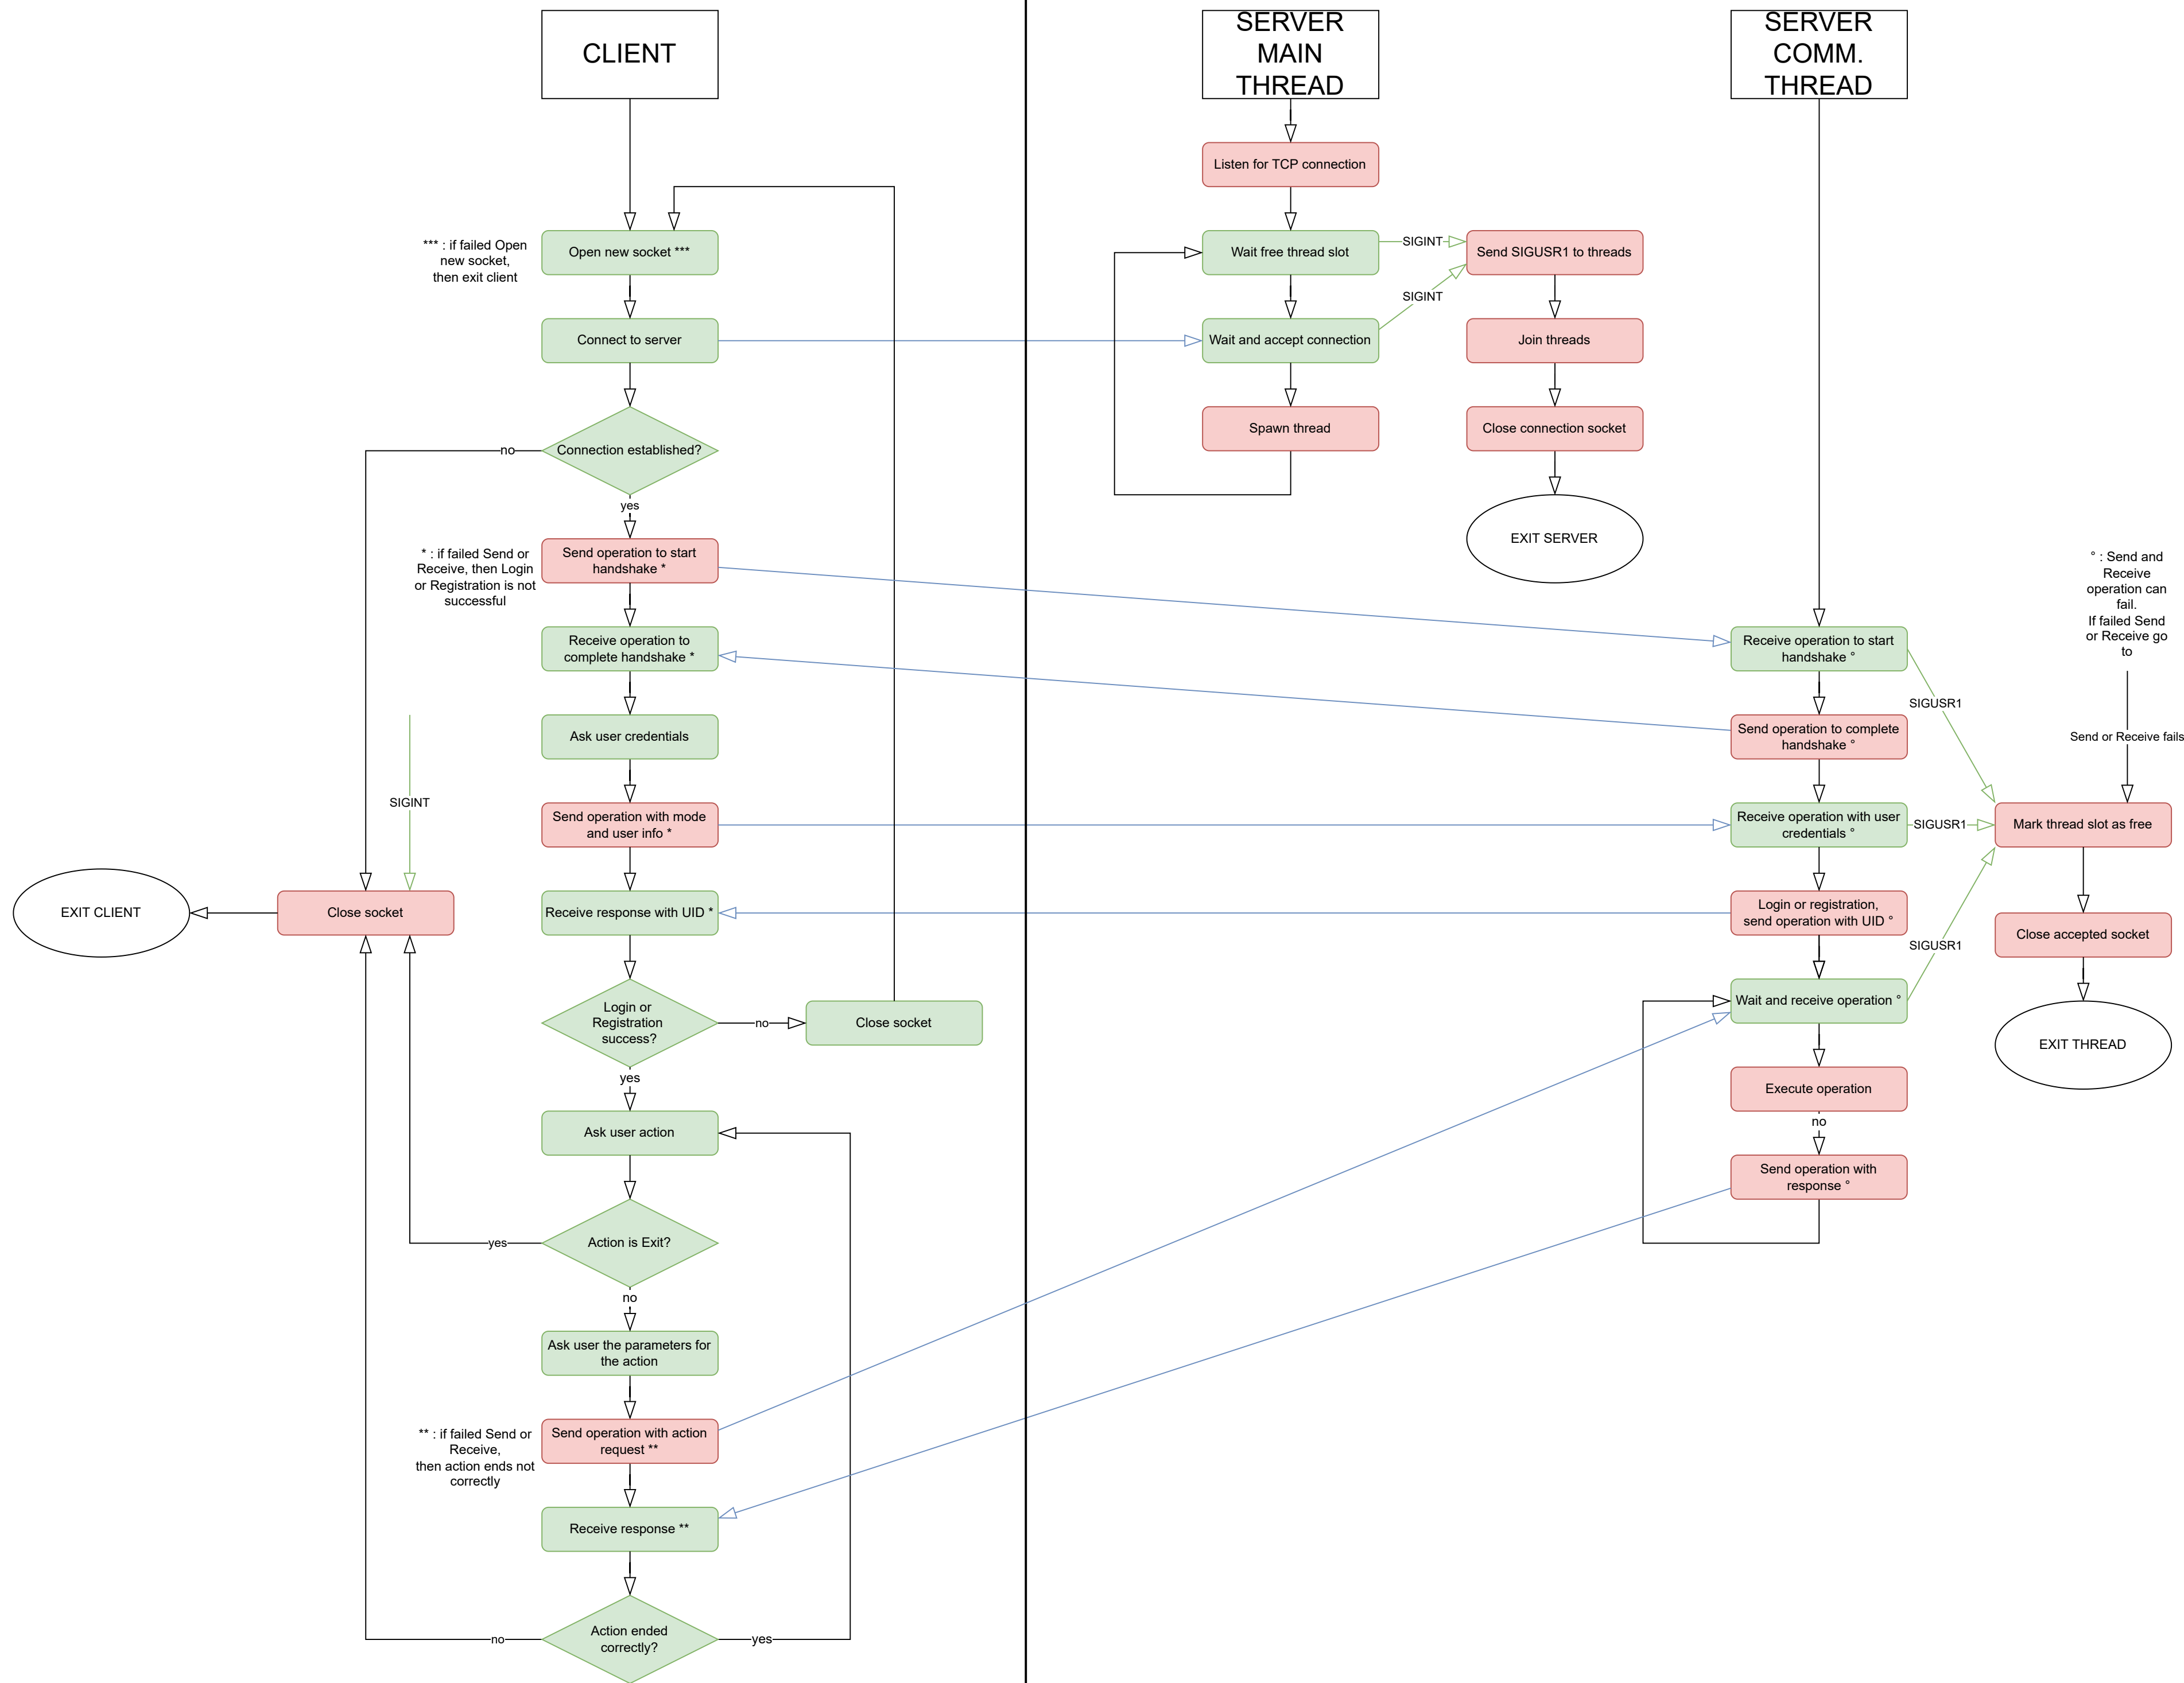 CLIENT
*** : if failed Open
new socket,
then exit client
Open new socket ***
Connect to server
Connection established?
no
yes
* : if failed Send or
Receive, then Login
or Registration is not
successful
Send operation to start
handshake *
Receive operation to
complete handshake *
Ask user credentials
SIGINT
Send operation with mode
and user info *
EXIT CLIENT
Close socket
Receive response with UID *
Login or
Registration
success?
no
Close socket
yes
Ask user action
Action is Exit?
yes
no
Ask user the parameters for
the action
** : if failed Send or
Receive,
then action ends not
correctly
Send operation with action
request **
Receive response **
Action ended
correctly?
no
yes
SERVER
MAIN
THREAD
Listen for TCP connection
Wait free thread slot
SIGINT
Send SIGUSR1 to threads
SIGINT
Wait and accept connection
Join threads
Spawn thread
Close connection socket
EXIT SERVER
SERVER
COMM.
THREAD
° : Send and
Receive
operation can
fail.
If failed Send
or Receive go
to
Send or Receive fails
Receive operation to start
handshake °
SIGUSR1
Send operation to complete
handshake °
Receive operation with user
credentials °
SIGUSR1
Mark thread slot as free
Login or registration,
send operation with UID °
SIGUSR1
Close accepted socket
Wait and receive operation °
EXIT THREAD
Execute operation
no
Send operation with
response °